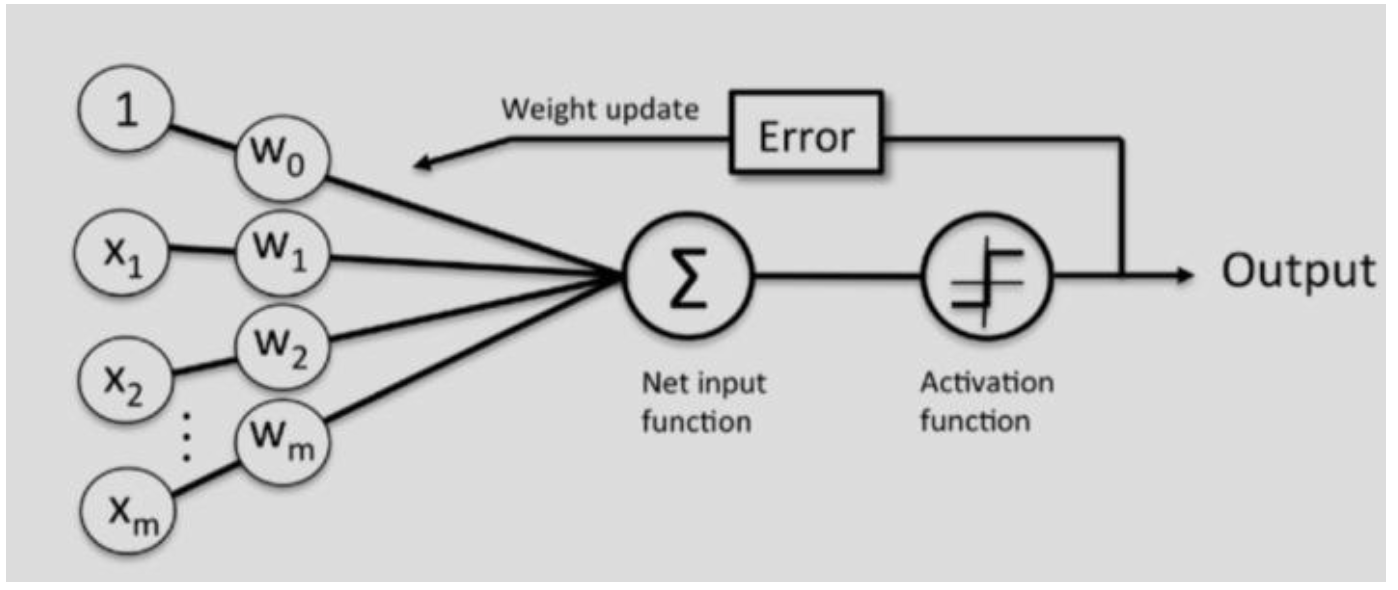 1
w₀
x₁
w₁
x₂
w₂
⋮
xₘ
wₘ
Weight update
Error
Σ
Net input
function
Activation
function
Output